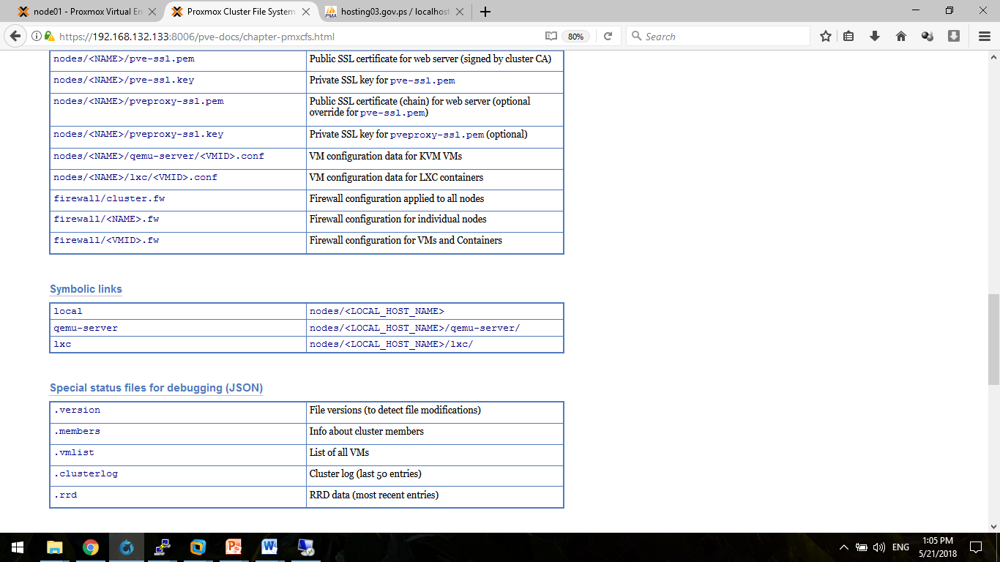 node01 - Proxmox Virtual En
Proxmox Cluster File System
PMA
hosting03.gov.ps / localhost
https://192.168.132.133:8006/pve-docs/chapter-pmxcfs.html
80%
Search
nodes/<NAME>/pve-ssl.pem Public SSL certificate for web server (signed by cluster CA)
nodes/<NAME>/pve-ssl.key Private SSL key for pve-ssl.pem
nodes/<NAME>/pveproxy-ssl.pem Public SSL certificate (chain) for web server (optional
override for pve-ssl.pem)
nodes/<NAME>/pveproxy-ssl.key Private SSL key for pveproxy-ssl.pem (optional)
nodes/<NAME>/qemu-server/<VMID>.conf VM configuration data for KVM VMs
nodes/<NAME>/lxc/<VMID>.conf VM configuration data for LXC containers
firewall/cluster.fw Firewall configuration applied to all nodes
firewall/<NAME>.fw Firewall configuration for individual nodes
firewall/<VMID>.fw Firewall configuration for VMs and Containers
Symbolic links
local nodes/<LOCAL_HOST_NAME>
qemu-server nodes/<LOCAL_HOST_NAME>/qemu-server/
lxc nodes/<LOCAL_HOST_NAME>/lxc/
Special status files for debugging (JSON)
.version File versions (to detect file modifications)
.members Info about cluster members
.vmlist List of all VMs
.clusterlog Cluster log (last 50 entries)
.rrd RRD data (most recent entries)
ENG
1:05 PM
5/21/2018